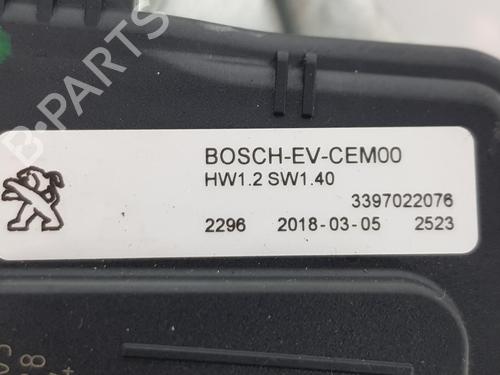 BOSCH-EV-CEM00
HW1.2 SW1.40
3397022076
2296 2018-03-05 2523
B-PARTS